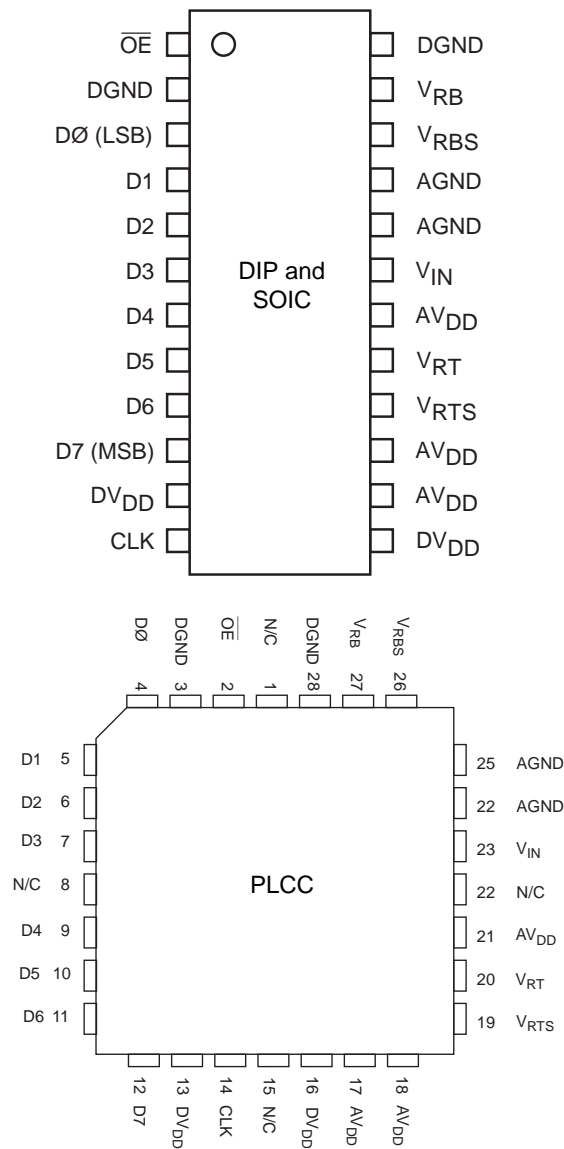 OE DGND
DGND VRB
DØ (LSB) VRBS
D1 AGND
D2 AGND
D3 VIN
D4 AVDD
D5 VRT
D6 VRTS
D7 (MSB) AVDD
DVDD AVDD
CLK DVDD
DIP and
SOIC
DØ DGND OE N/C DGND VRB VRBS
4 3 2 1 28 27 26
D1 5 25 AGND
D2 6 22 AGND
D3 7 23 VIN
N/C 8 22 N/C
D4 9 21 AVDD
D5 10 20 VRT
D6 11 19 VRTS
PLCC
12 13 14 15 16 17 18
D7 DVDD CLK N/C DVDD AVDD AVDD